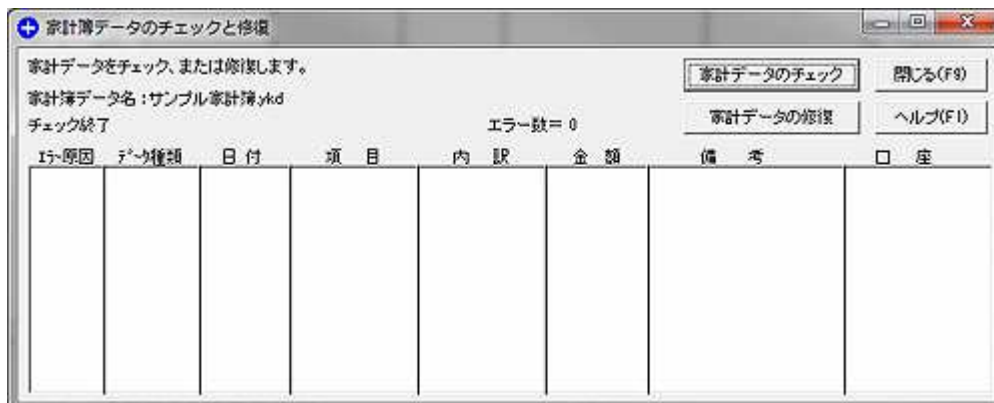 家計簿データのチェックと修復
家計データをチェック、または修復します。
家計データのチェック
閉じる(F9)
家計簿データ名:サンプル家計簿.ykd
家計データの修復
ヘルプ(F1)
チェック終了
エラー数= 0
ｴﾗｰ原因 ﾃﾞｰﾀ種類 日 付 項 目 内 訳 金 額 備 考 口 座